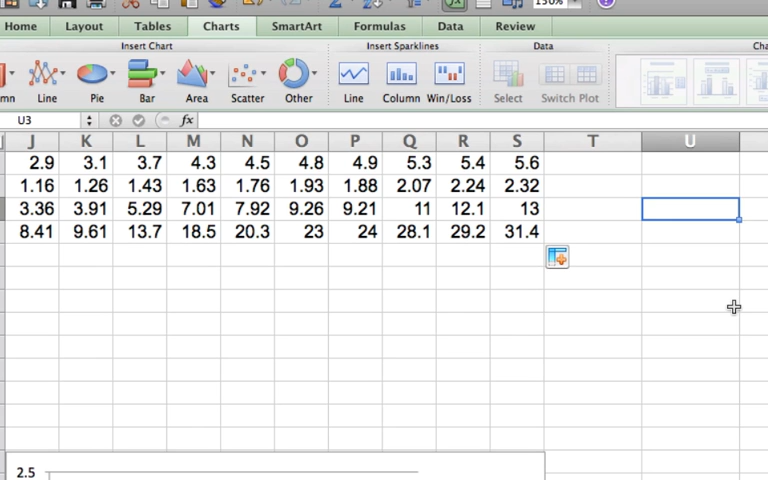 150%
Home Layout Tables Charts SmartArt Formulas Data Review
Insert Chart Insert Sparklines Data
Line Pie Bar Area Scatter Other Line Column Win/Loss Select Switch Plot
U3 fx
J K L M N O P Q R S T U
2.9 3.1 3.7 4.3 4.5 4.8 4.9 5.3 5.4 5.6
1.16 1.26 1.43 1.63 1.76 1.93 1.88 2.07 2.24 2.32
3.36 3.91 5.29 7.01 7.92 9.26 9.21 11 12.1 13
8.41 9.61 13.7 18.5 20.3 23 24 28.1 29.2 31.4
2.5